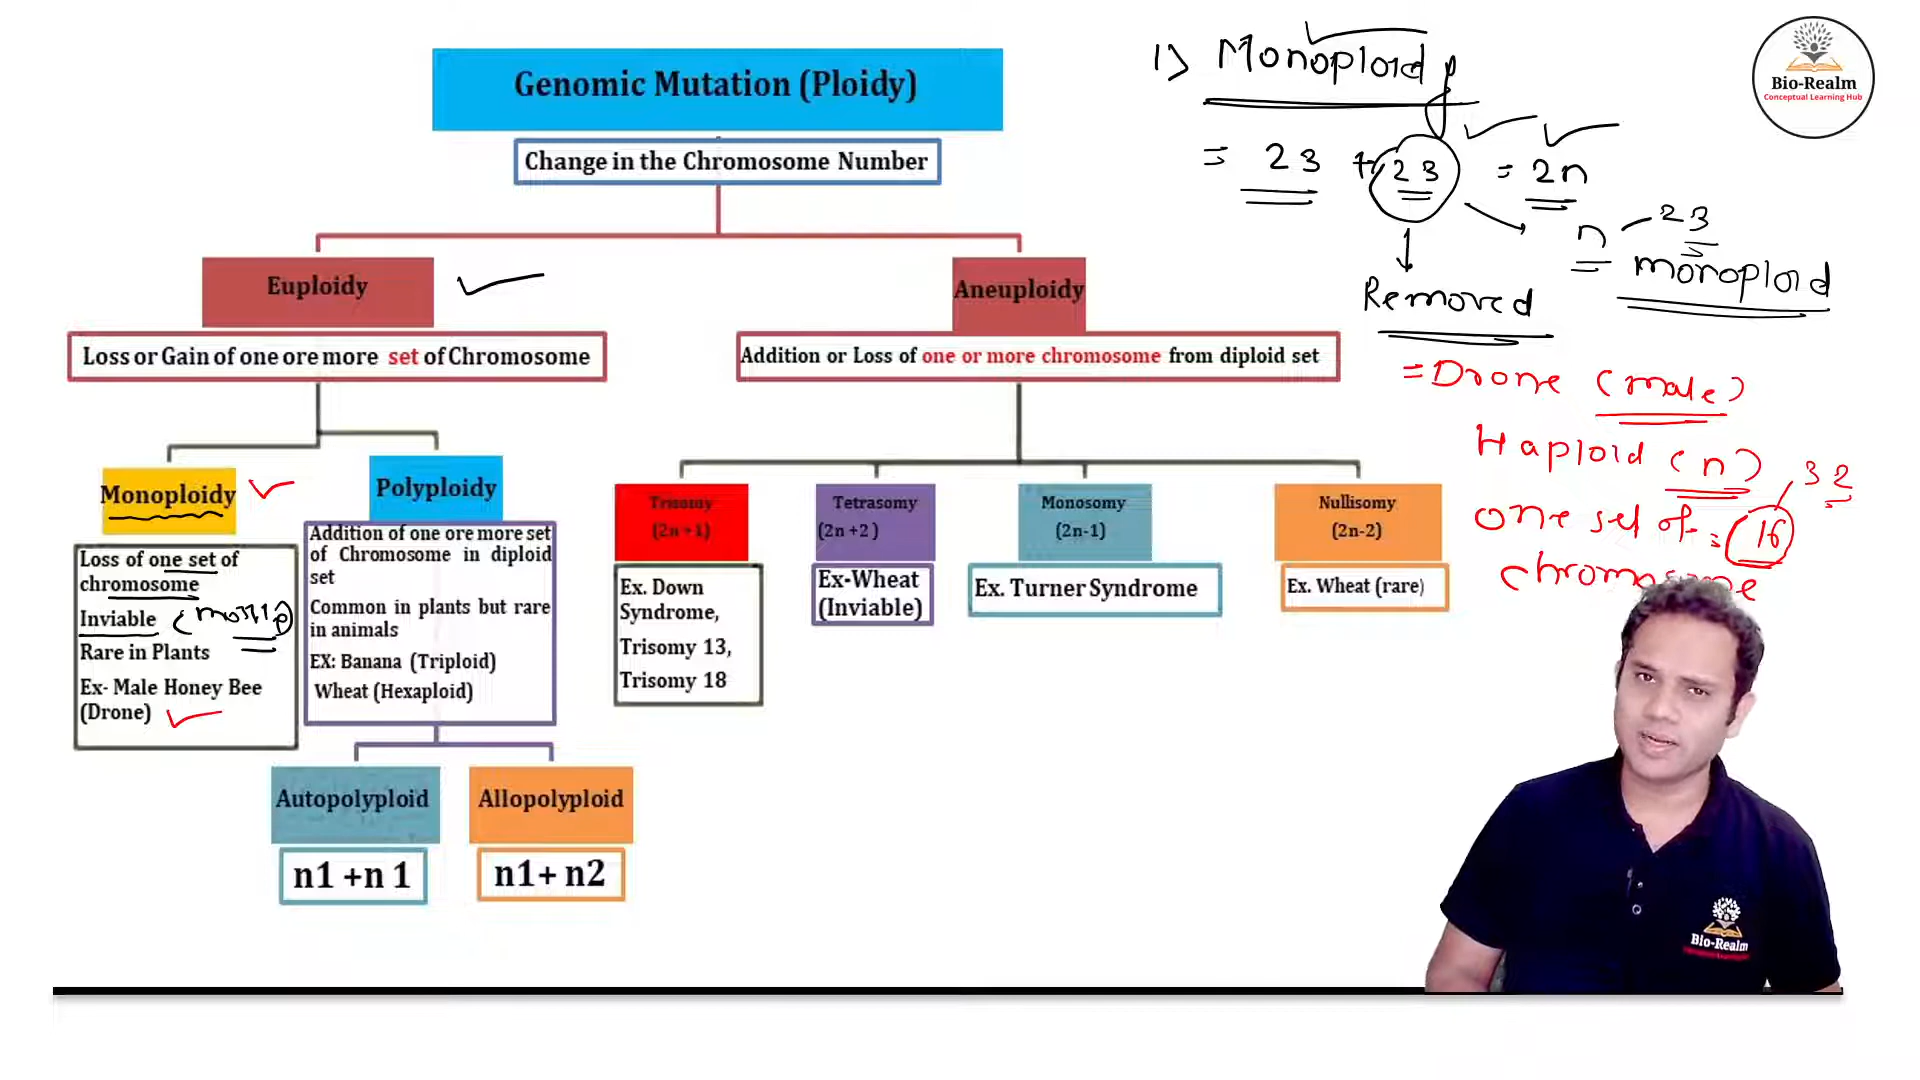 Genomic Mutation (Ploidy)
Change in the Chromosome Number
Euploidy
Loss or Gain of one ore more set of Chromosome
Monoploidy
Loss of one set of
chromosome
Inviable
Rare in Plants
Ex- Male Honey Bee
(Drone)
Polyploidy
Addition of one ore more set
of Chromosome in diploid
set
Common in plants but rare
in animals
EX: Banana (Triploid)
Wheat (Hexaploid)
Autopolyploid
n1 +n 1
Allopolyploid
n1+ n2
Aneuploidy
Addition or Loss of one or more chromosome from diploid set
Trisomy
(2n +1)
Ex. Down
Syndrome,
Trisomy 13,
Trisomy 18
Tetrasomy
(2n +2 )
Ex-Wheat
(Inviable)
Monosomy
(2n-1)
Ex. Turner Syndrome
Nullisomy
(2n-2)
Ex. Wheat (rare)
1) Monoploid
= 23 + 23 = 2n
n 23
monoploid
Removed
= Drone (male)
Haploid (n) 32
one set of = 16
chromosome
Bio-Realm
Conceptual Learning Hub
Bio-Realm